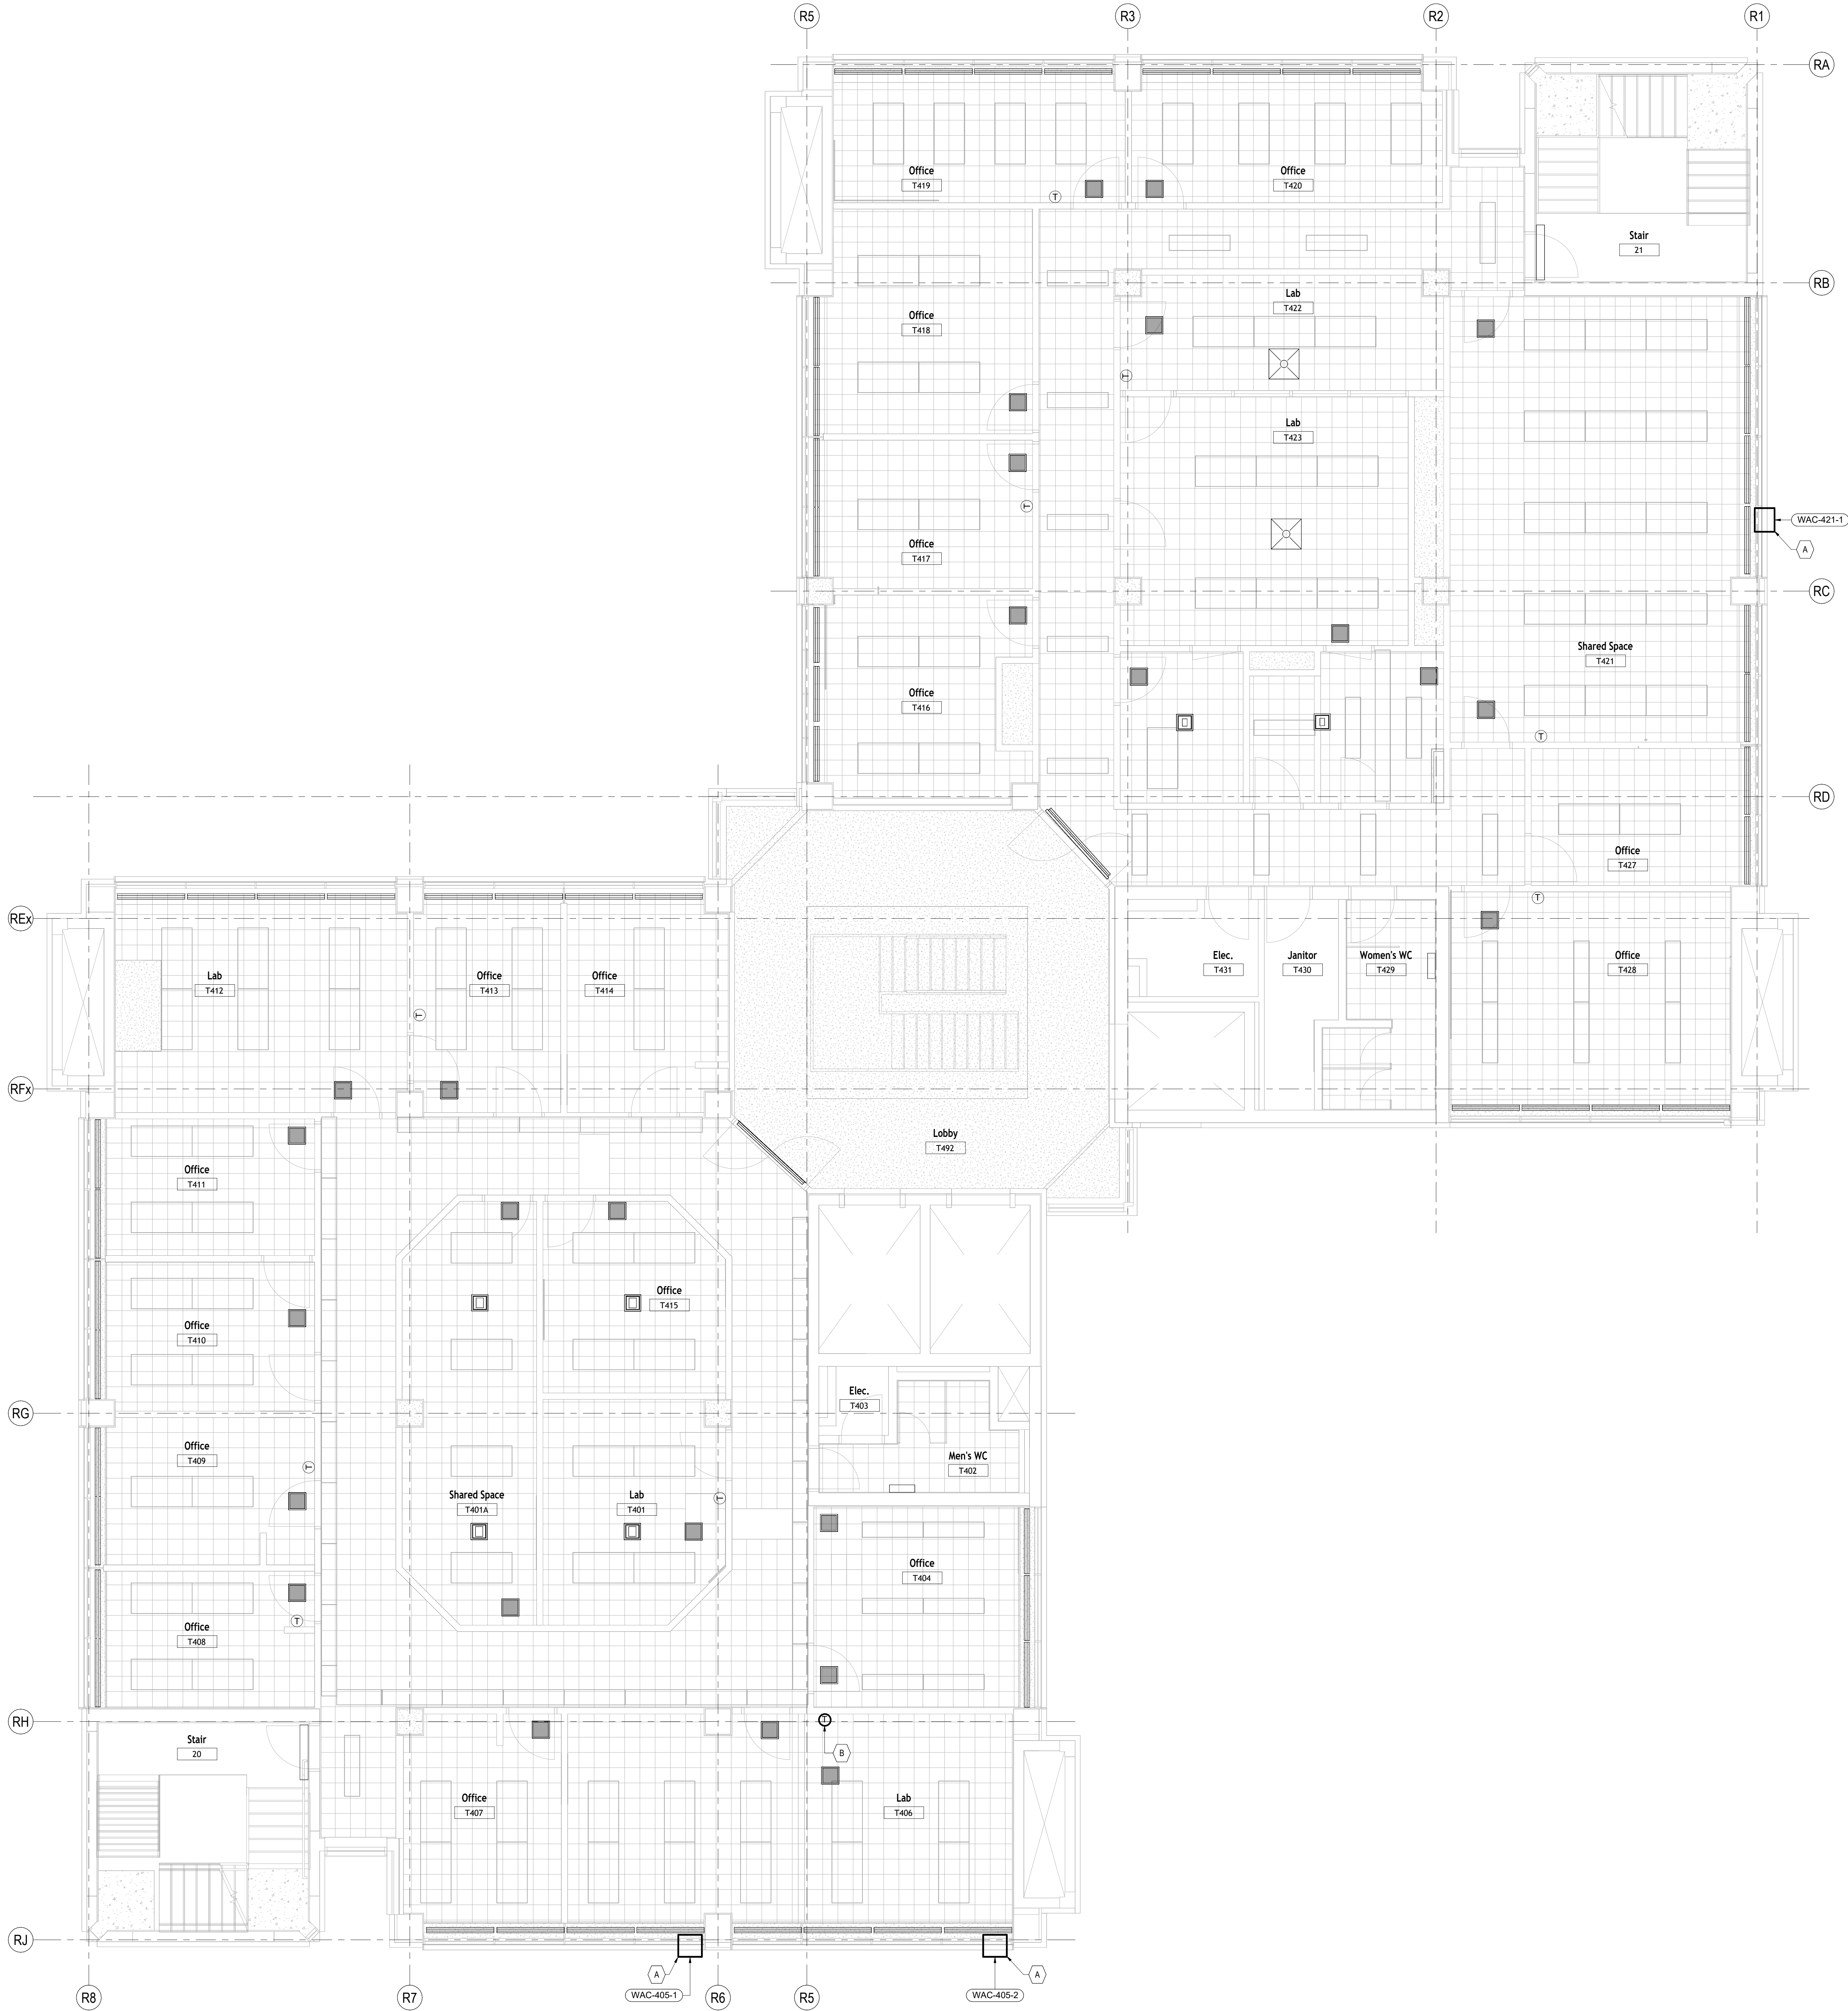 R5
R3
R2
R1
RA
Office
T419
Office
T420
T
Stair
21
RB
Office
T418
Lab
T422
T
Lab
T423
T
WAC-421-1
A
Office
T417
RC
Office
T416
Shared Space
T421
T
RD
Office
T427
T
REx
Lab
T412
Office
T413
Office
T414
T
Elec.
T431
Janitor
T430
Women's WC
T429
Office
T428
RFx
Lobby
T492
Office
T411
Office
T415
Office
T410
Elec.
T403
RG
Office
T409
T
Men's WC
T402
Shared Space
T401A
Lab
T401
T
Office
T404
Office
T408
T
RH
T
Stair
20
B
Office
T407
Lab
T406
RJ
A
A
WAC-405-1
WAC-405-2
R8
R7
R6
R5